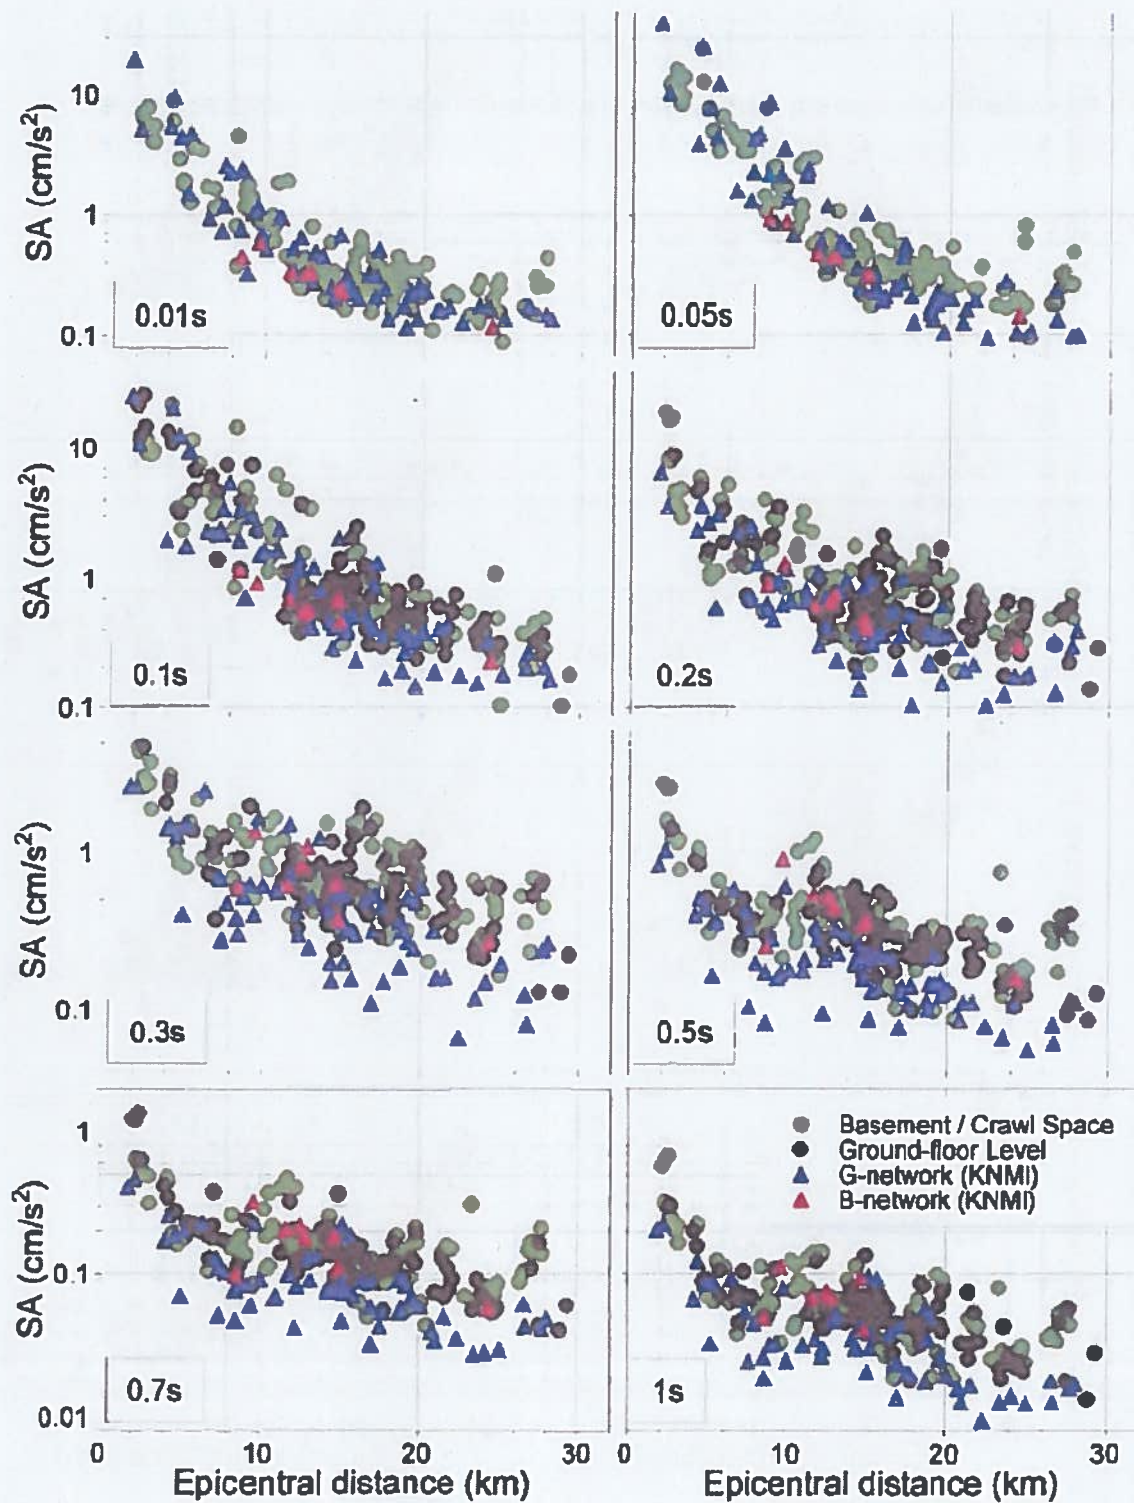 SA (cm/s²)
10
1
0.1
0.01s
0.05s
SA (cm/s²)
10
1
0.1
0.1s
0.2s
SA (cm/s²)
1
0.1
0.3s
0.5s
SA (cm/s²)
1
0.1
0.01
0.7s
Basement / Crawl Space
Ground-floor Level
G-network (KNMI)
B-network (KNMI)
1s
0 10 20 30 0 10 20 30
Epicentral distance (km) Epicentral distance (km)